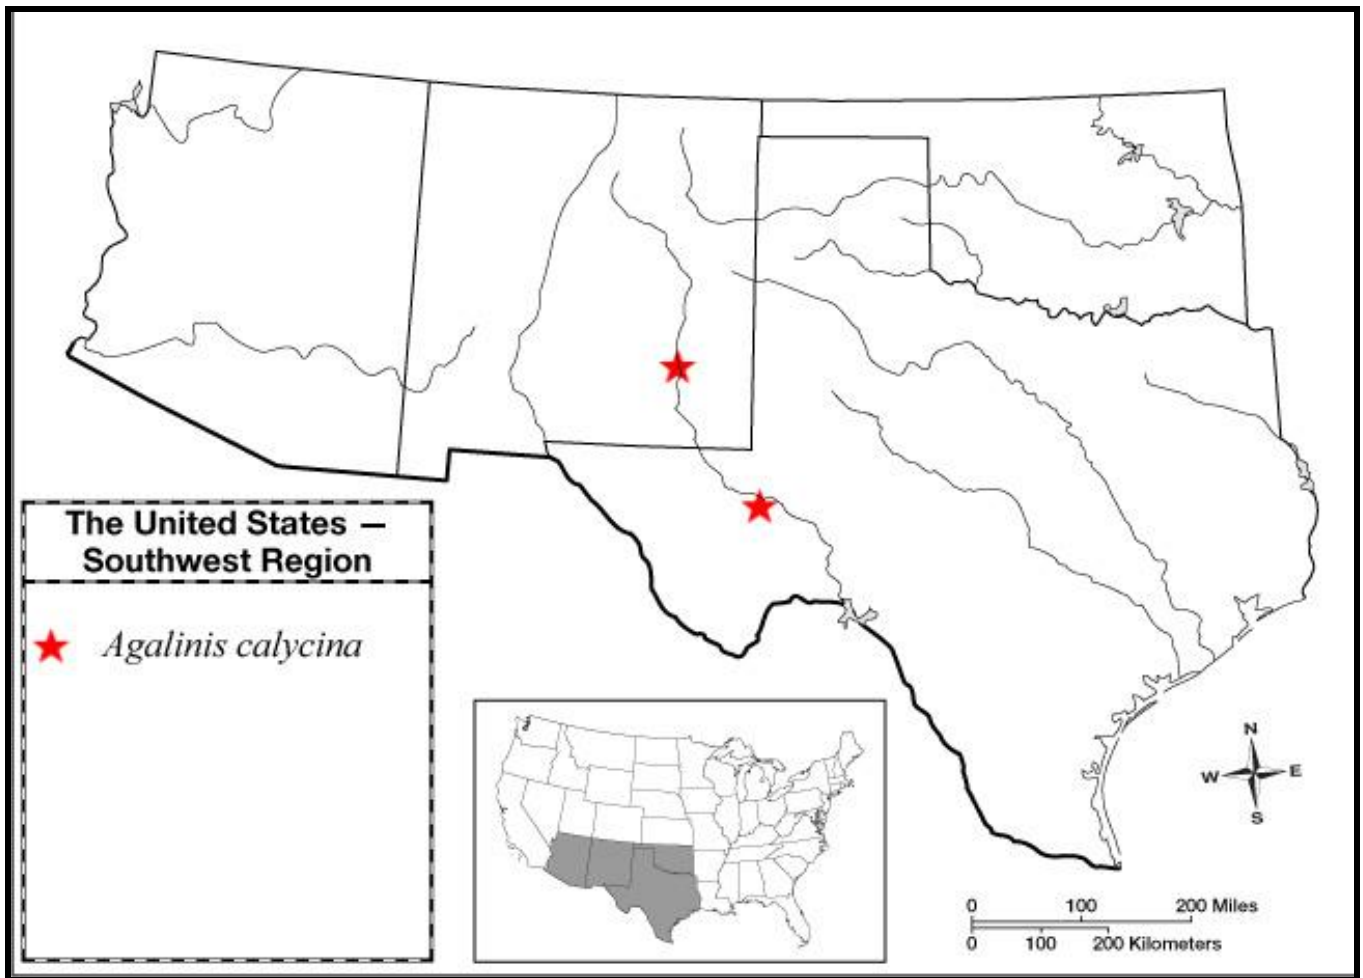 The United States —
Southwest Region
Agalinis calycina
N
W E
S
0 100 200 Miles
0 100 200 Kilometers